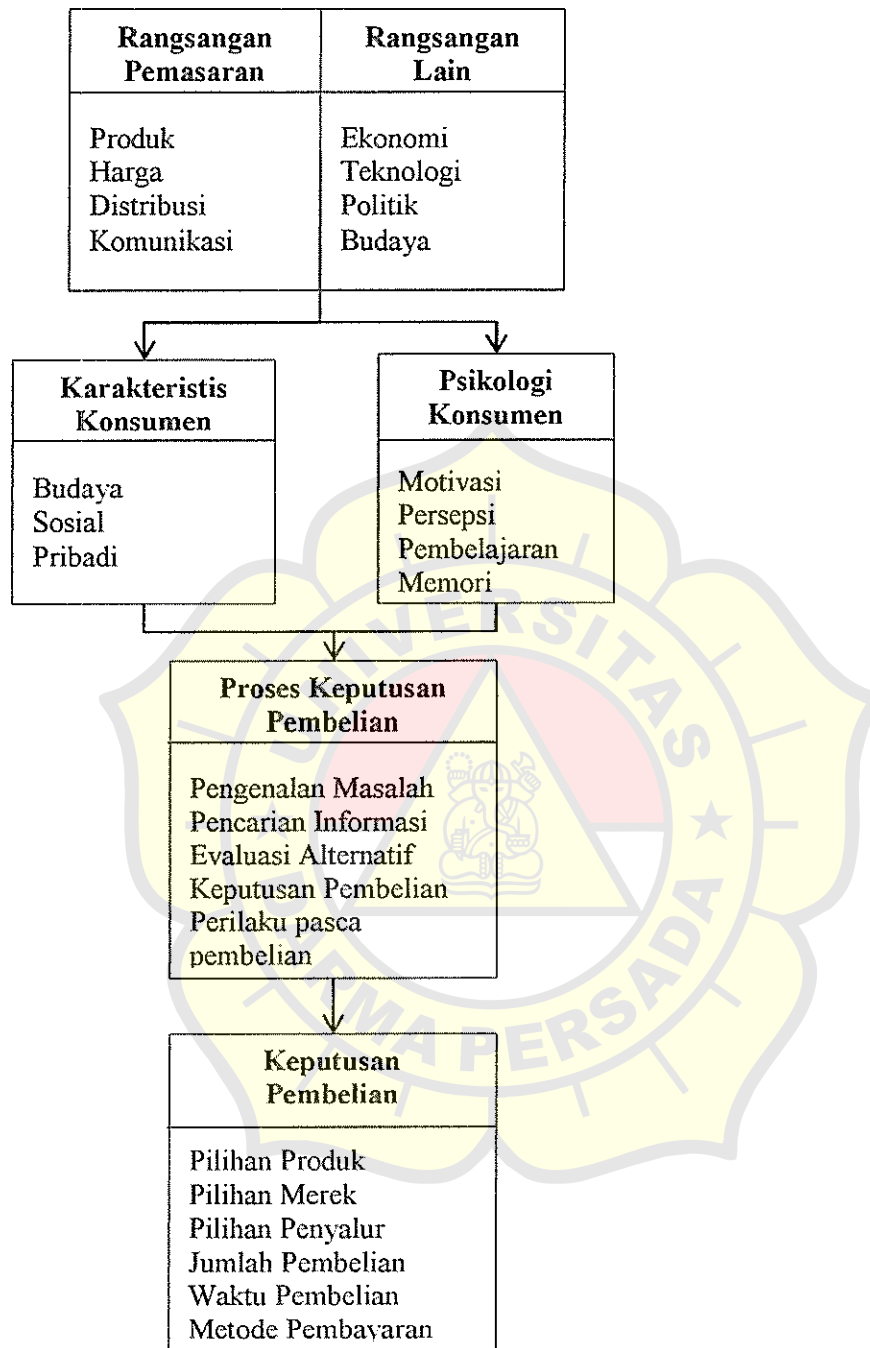 Rangsangan
Pemasaran
Produk
Harga
Distribusi
Komunikasi
Rangsangan
Lain
Ekonomi
Teknologi
Politik
Budaya
Karakteristis
Konsumen
Budaya
Sosial
Pribadi
Psikologi
Konsumen
Motivasi
Persepsi
Pembelajaran
Memori
Proses Keputusan
Pembelian
Pengenalan Masalah
Pencarian Informasi
Evaluasi Alternatif
Keputusan Pembelian
Perilaku pasca
pembelian
Keputusan
Pembelian
Pilihan Produk
Pilihan Merek
Pilihan Penyalur
Jumlah Pembelian
Waktu Pembelian
Metode Pembayaran
UNIVERSITAS
DARMA PERSADA